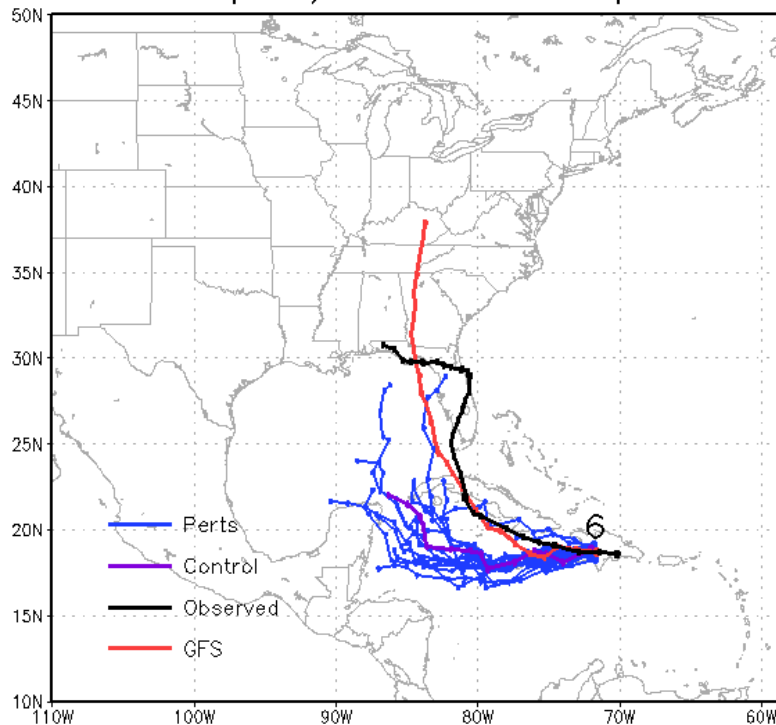 50N
45N
40N
35N
30N
25N
20N
15N
10N
6
Perts
Control
Observed
GFS
110W
100W
90W
80W
70W
60W